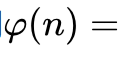 φ(n) =